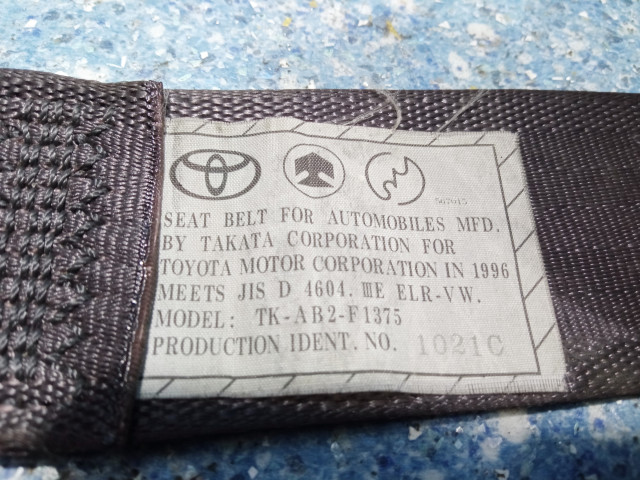 507015
SEAT BELT FOR AUTOMOBILES MFD.
BY TAKATA CORPORATION FOR
TOYOTA MOTOR CORPORATION IN 1996
MEETS JIS D 4604. ⅢE ELR-VW.
MODEL: TK-AB2-F1375
PRODUCTION IDENT. NO. 1021C